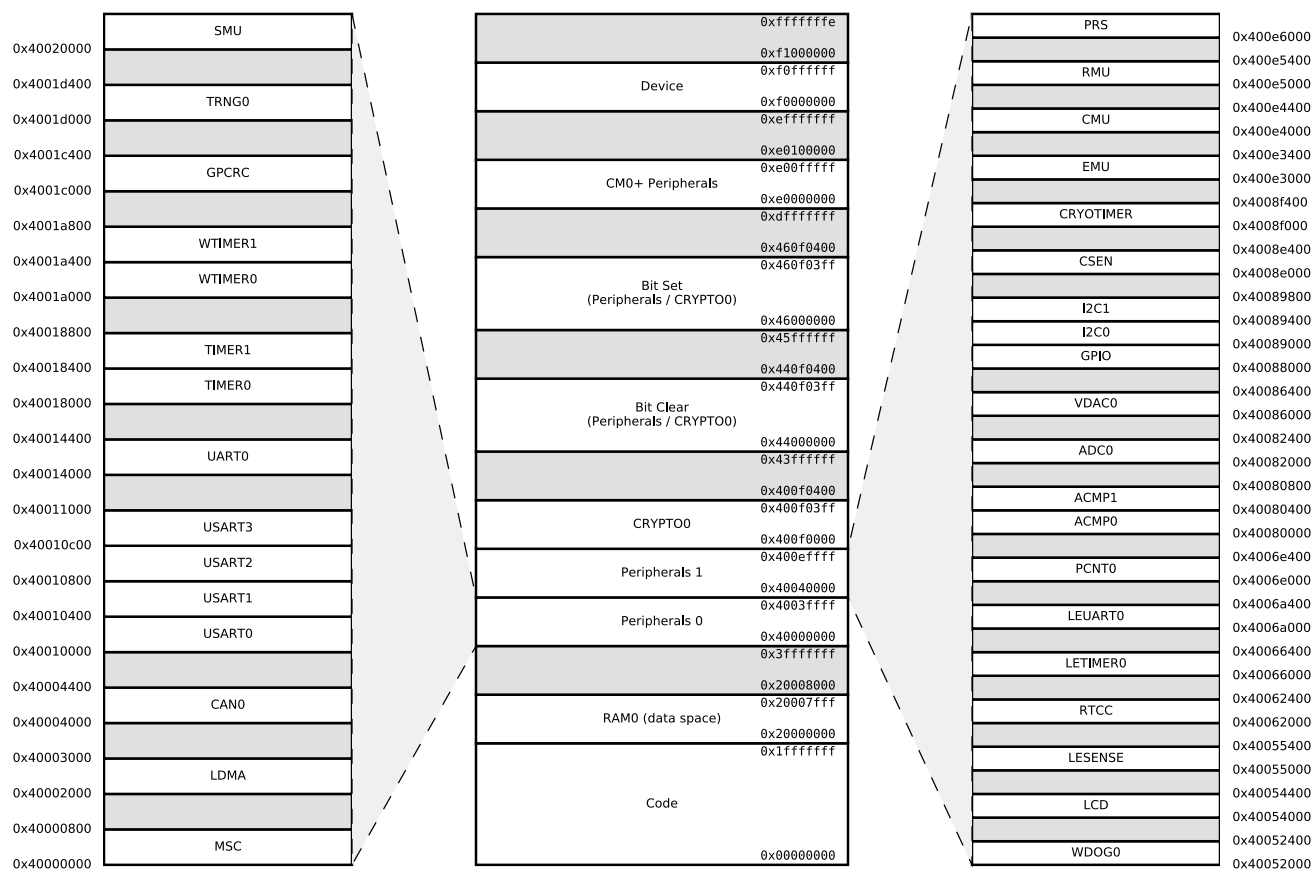 SMU
0x40020000
0x4001d400
TRNG0
0x4001d000
0x4001c400
GPCRC
0x4001c000
0x4001a800
WTIMER1
0x4001a400
WTIMER0
0x4001a000
0x40018800
TIMER1
0x40018400
TIMER0
0x40018000
0x40014400
UART0
0x40014000
0x40011000
USART3
0x40010c00
USART2
0x40010800
USART1
0x40010400
USART0
0x40010000
0x40004400
CAN0
0x40004000
0x40003000
LDMA
0x40002000
0x40000800
MSC
0x40000000
0xfffffffe
0xf1000000
0xf0ffffff
Device
0xf0000000
0xefffffff
0xe0100000
0xe00fffff
CM0+ Peripherals
0xe0000000
0xdfffffff
0x460f0400
0x460f03ff
Bit Set
(Peripherals / CRYPTO0)
0x46000000
0x45ffffff
0x440f0400
0x440f03ff
Bit Clear
(Peripherals / CRYPTO0)
0x44000000
0x43ffffff
0x400f0400
0x400f03ff
CRYPTO0
0x400f0000
0x400effff
Peripherals 1
0x40040000
0x4003ffff
Peripherals 0
0x40000000
0x3fffffff
0x20008000
0x20007fff
RAM0 (data space)
0x20000000
0x1fffffff
Code
0x00000000
PRS
0x400e6000
0x400e5400
RMU
0x400e5000
0x400e4400
CMU
0x400e4000
0x400e3400
EMU
0x400e3000
0x4008f400
CRYOTIMER
0x4008f000
0x4008e400
CSEN
0x4008e000
0x40089800
I2C1
0x40089400
I2C0
0x40089000
GPIO
0x40088000
0x40086400
VDAC0
0x40086000
0x40082400
ADC0
0x40082000
0x40080800
ACMP1
0x40080400
ACMP0
0x40080000
0x4006e400
PCNT0
0x4006e000
0x4006a400
LEUART0
0x4006a000
0x40066400
LETIMER0
0x40066000
0x40062400
RTCC
0x40062000
0x40055400
LESENSE
0x40055000
0x40054400
LCD
0x40054000
0x40052400
WDOG0
0x40052000